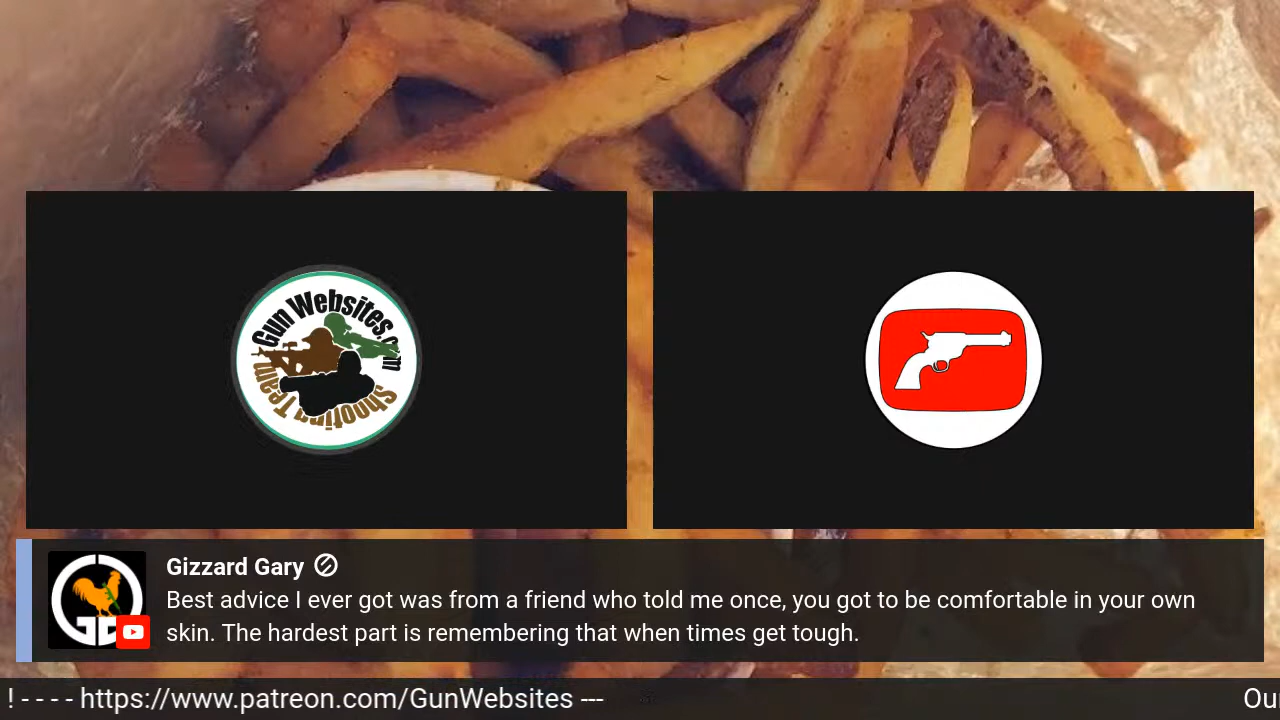 Gun Websites.com
Shooting Team
Gizzard Gary
Best advice I ever got was from a friend who told me once, you got to be comfortable in your own
skin. The hardest part is remembering that when times get tough.
! - - - - https://www.patreon.com/GunWebsites --- Ou